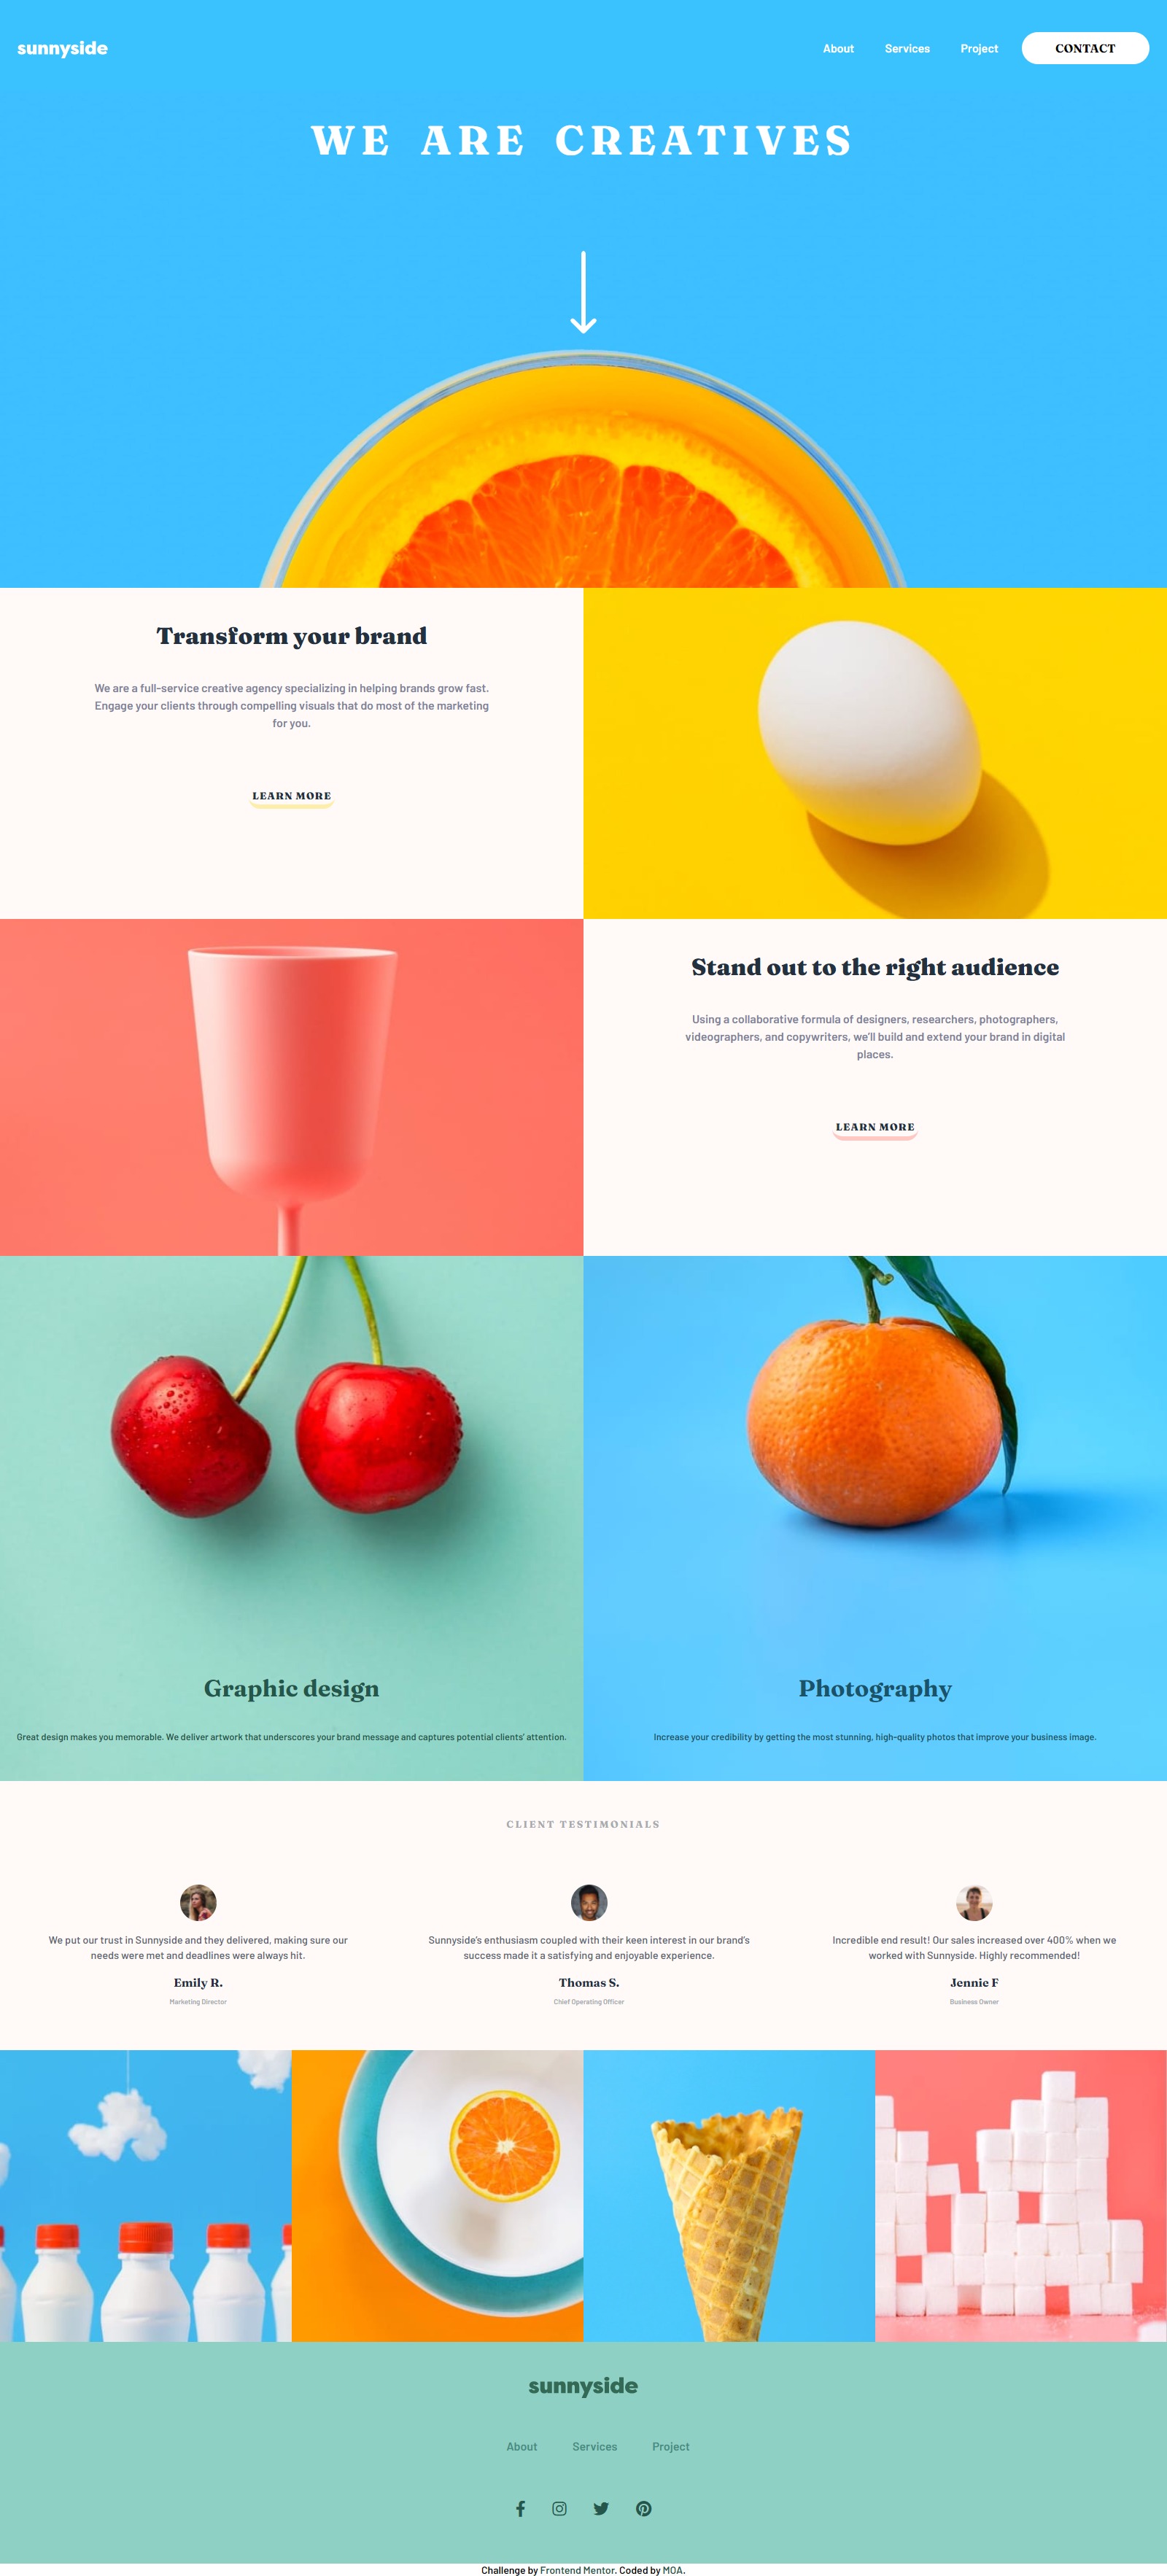 sunnyside
About
Services
Project
CONTACT
WE ARE CREATIVES
Transform your brand
We are a full-service creative agency specializing in helping brands grow fast.
Engage your clients through compelling visuals that do most of the marketing
for you.
LEARN MORE
Stand out to the right audience
Using a collaborative formula of designers, researchers, photographers,
videographers, and copywriters, we'll build and extend your brand in digital
places.
LEARN MORE
Graphic design
Great design makes you memorable. We deliver artwork that underscores your brand message and captures potential clients' attention.
Photography
Increase your credibility by getting the most stunning, high-quality photos that improve your business image.
CLIENT TESTIMONIALS
We put our trust in Sunnyside and they delivered, making sure our
needs were met and deadlines were always hit.
Emily R.
Marketing Director
Sunnyside's enthusiasm coupled with their keen interest in our brand's
success made it a satisfying and enjoyable experience.
Thomas S.
Chief Operating Officer
Incredible end result! Our sales increased over 400% when we
worked with Sunnyside. Highly recommended!
Jennie F
Business Owner
sunnyside
About
Services
Project
Challenge by Frontend Mentor. Coded by MOA.